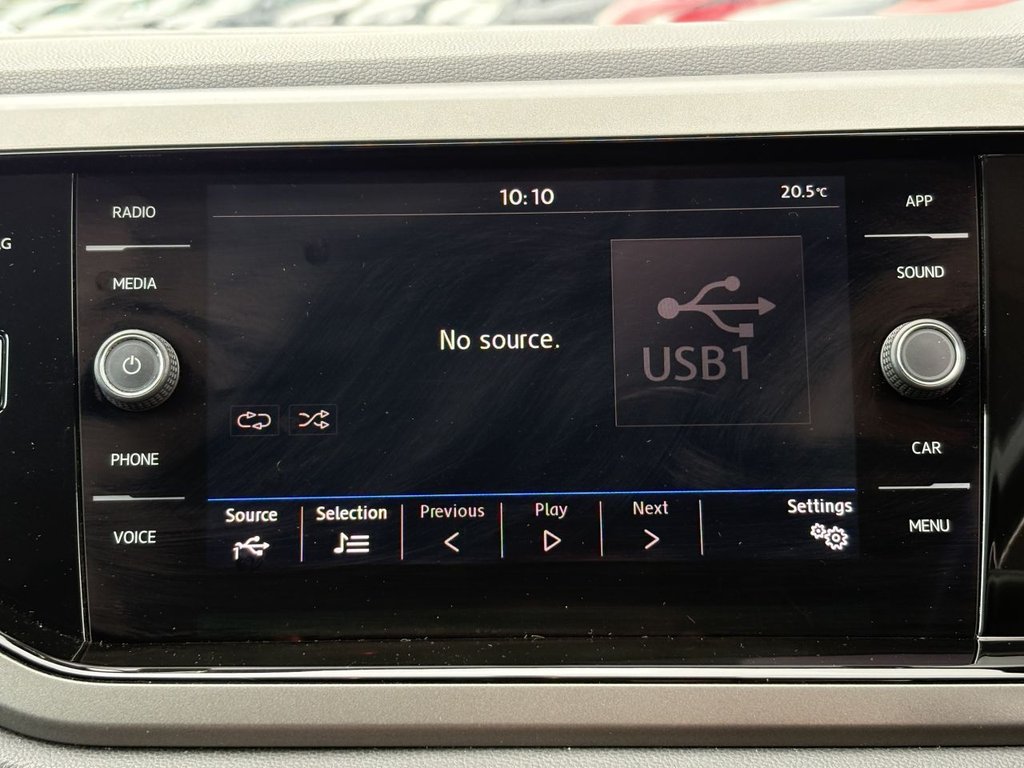 10:10
20.5°C
RADIO
MEDIA
PHONE
VOICE
No source.
USB1
Source
Selection
Previous
Play
Next
Settings
APP
SOUND
CAR
MENU